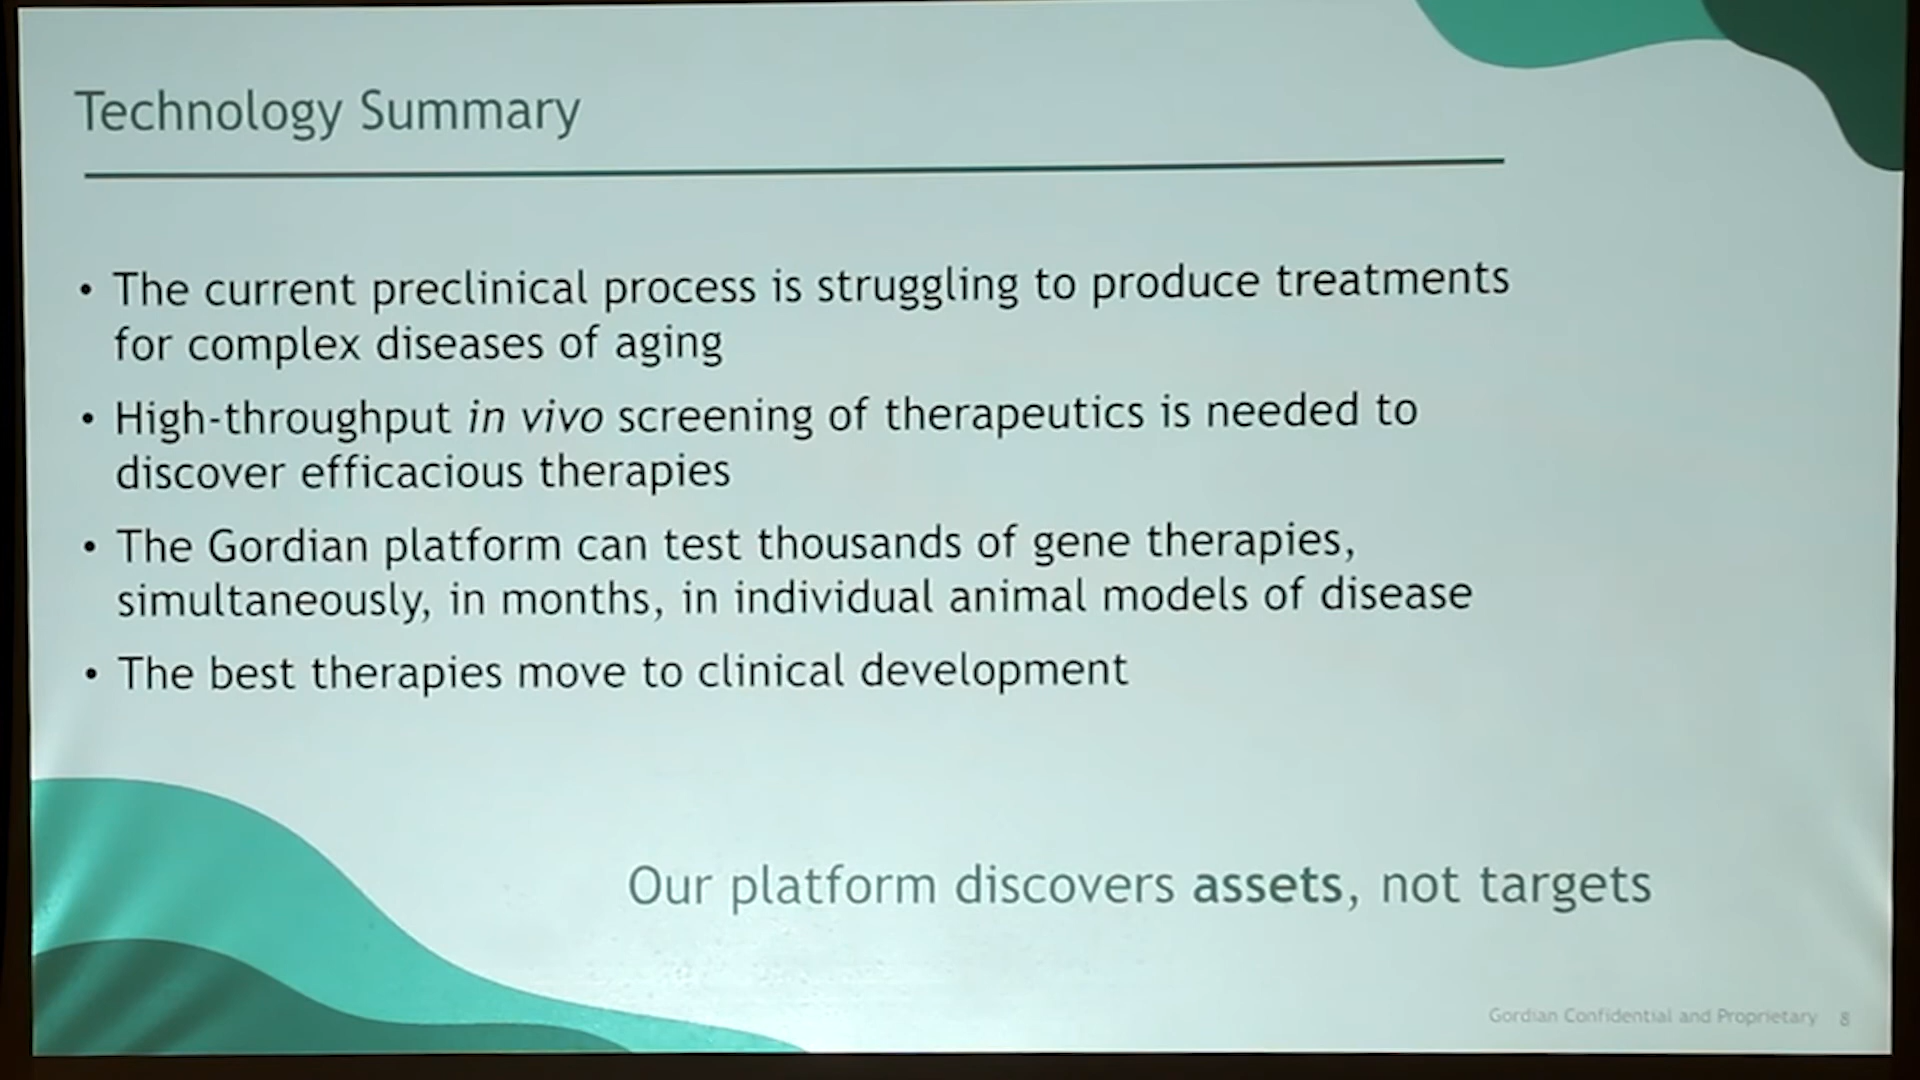 Technology Summary
• The current preclinical process is struggling to produce treatments
for complex diseases of aging
• High-throughput in vivo screening of therapeutics is needed to
discover efficacious therapies
• The Gordian platform can test thousands of gene therapies,
simultaneously, in months, in individual animal models of disease
• The best therapies move to clinical development
Our platform discovers assets, not targets
Gordian Confidential and Proprietary 8